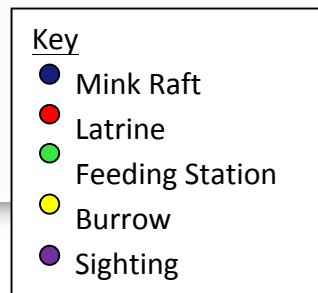 Key
Mink Raft
Latrine
Feeding Station
Burrow
Sighting